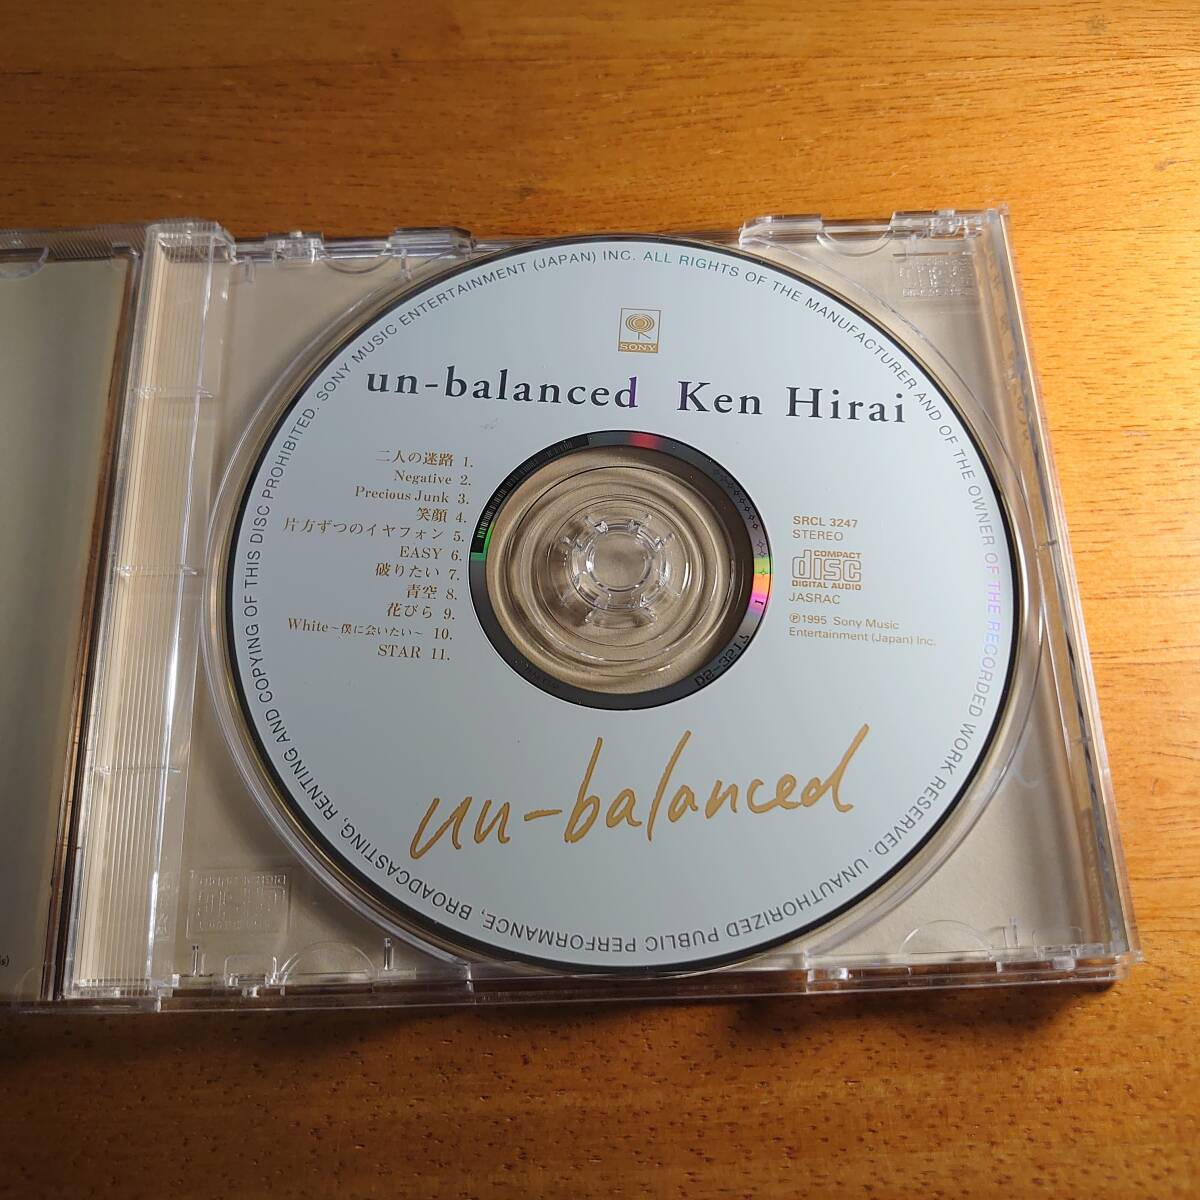 SONY MUSIC ENTERTAINMENT (JAPAN) INC. ALL RIGHTS OF THE MANUFACTURER AND OF THE OWNER OF THE RECORDED WORK RESERVED. UNAUTHORIZED PUBLIC PERFORMANCE, BROADCASTING, RENTING AND COPYING OF THIS DISC PROHIBITED.
SONY
un-balanced Ken Hirai
二人の迷路 1.
Negative 2.
Precious Junk 3.
笑顔 4.
片方ずつのイヤフォン 5.
EASY 6.
破りたい 7.
青空 8.
花びら 9.
White~僕に会いたい~ 10.
STAR 11.
SRCL 3247
STEREO
COMPACT
disc
DIGITAL AUDIO
JASRAC
℗1995 Sony Music
Entertainment (Japan) Inc.
un-balanced